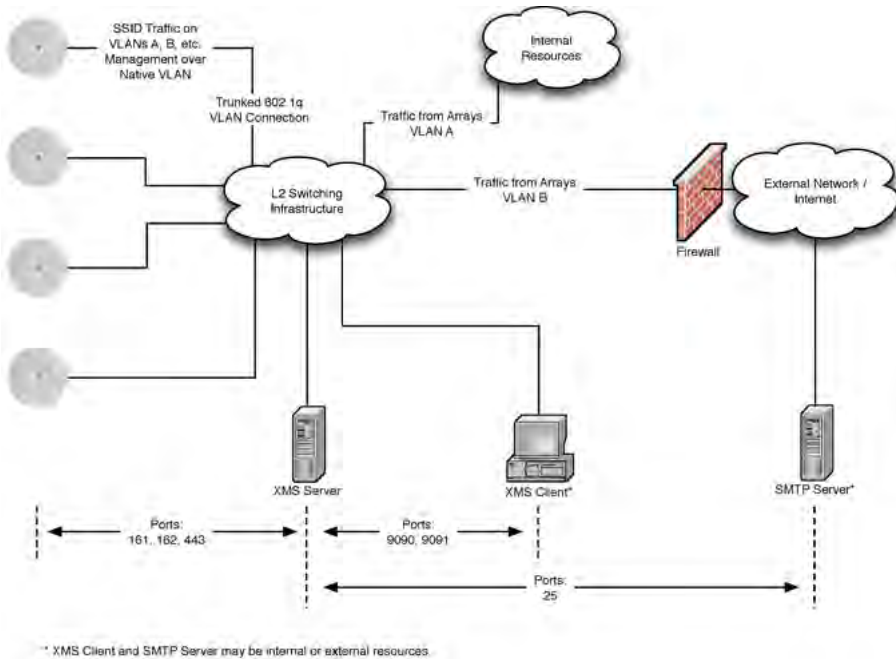 SSID Traffic on
VLANs A, B, etc.
Management over
Native VLAN
Trunked 802.1q
VLAN Connection
Internal
Resources
Traffic from Arrays
VLAN A
L2 Switching
Infrastructure
Traffic from Arrays
VLAN B
Firewall
External Network /
Internet
XMS Server
XMS Client*
SMTP Server*
Ports:
161, 162, 443
Ports:
9090, 9091
Ports:
25
* XMS Client and SMTP Server may be internal or external resources